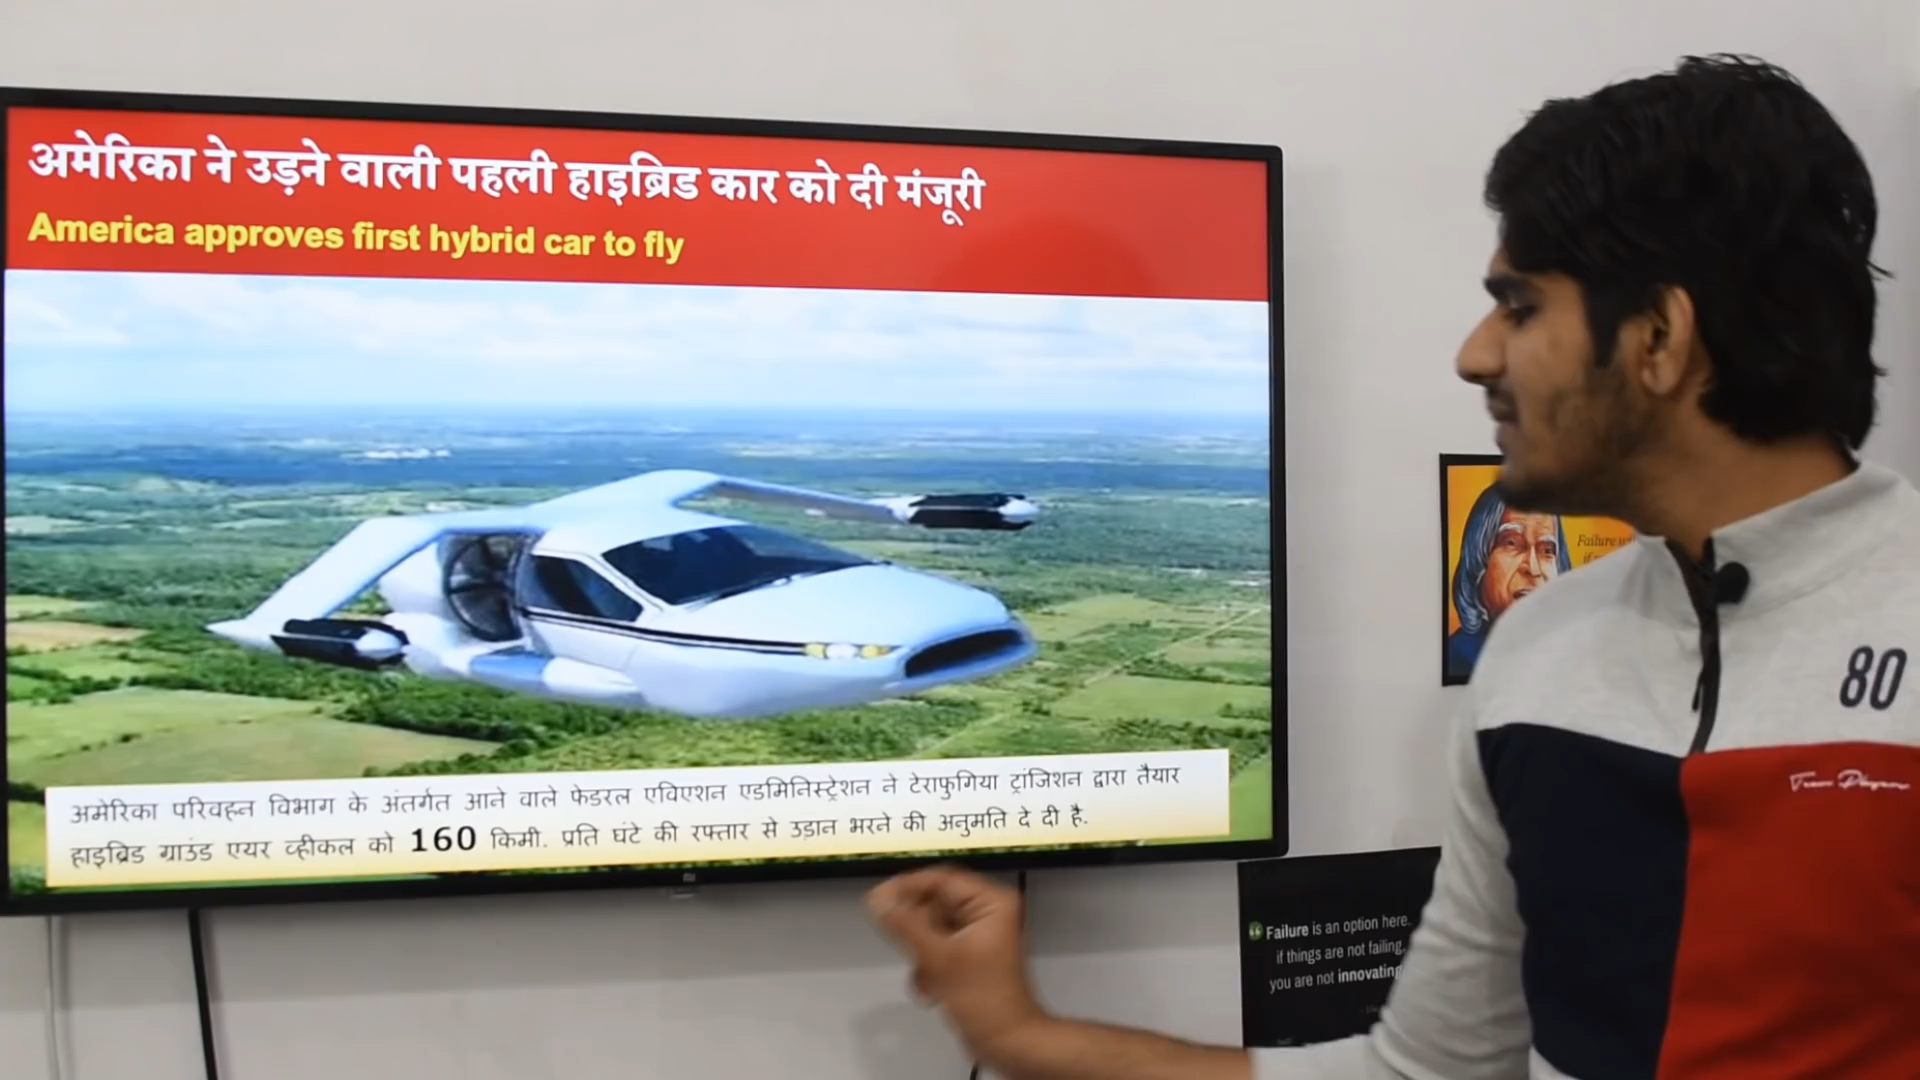 अमेरिका ने उड़ने वाली पहली हाइब्रिड कार को दी मंजूरी
America approves first hybrid car to fly
अमेरिका परिवहन विभाग के अंतर्गत आने वाले फेडरल एविएशन एडमिनिस्ट्रेशन ने टेराफुगिया ट्रांजिशन द्वारा तैयार
हाइब्रिड ग्राउंड एयर व्हीकल को 160 किमी. प्रति घंटे की रफ्तार से उड़ान भरने की अनुमति दे दी है.
mi
Failure
80
Failure is an option here.
if things are not failing,
you are not innovating